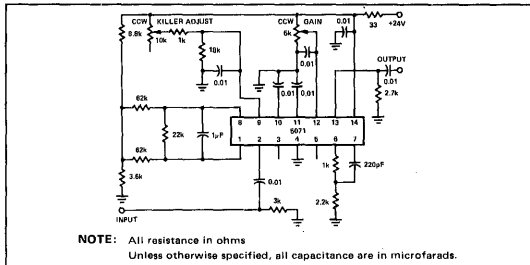 CCW KILLER ADJUST CCW GAIN 0.01 33 +24V
8.8k 10k 1k 18k 6k 0.01
OUTPUT
0.01 0.01 0.01 0.01
2.7k
62k
8 9 10 11 12 13 14
22k 1μF 5071
62k
1 2 3 4 5 6 7
1k 220pF
3.6k 0.01
2.2k
3k
INPUT
NOTE: All resistance in ohms
Unless otherwise specified, all capacitance are in microfarads.